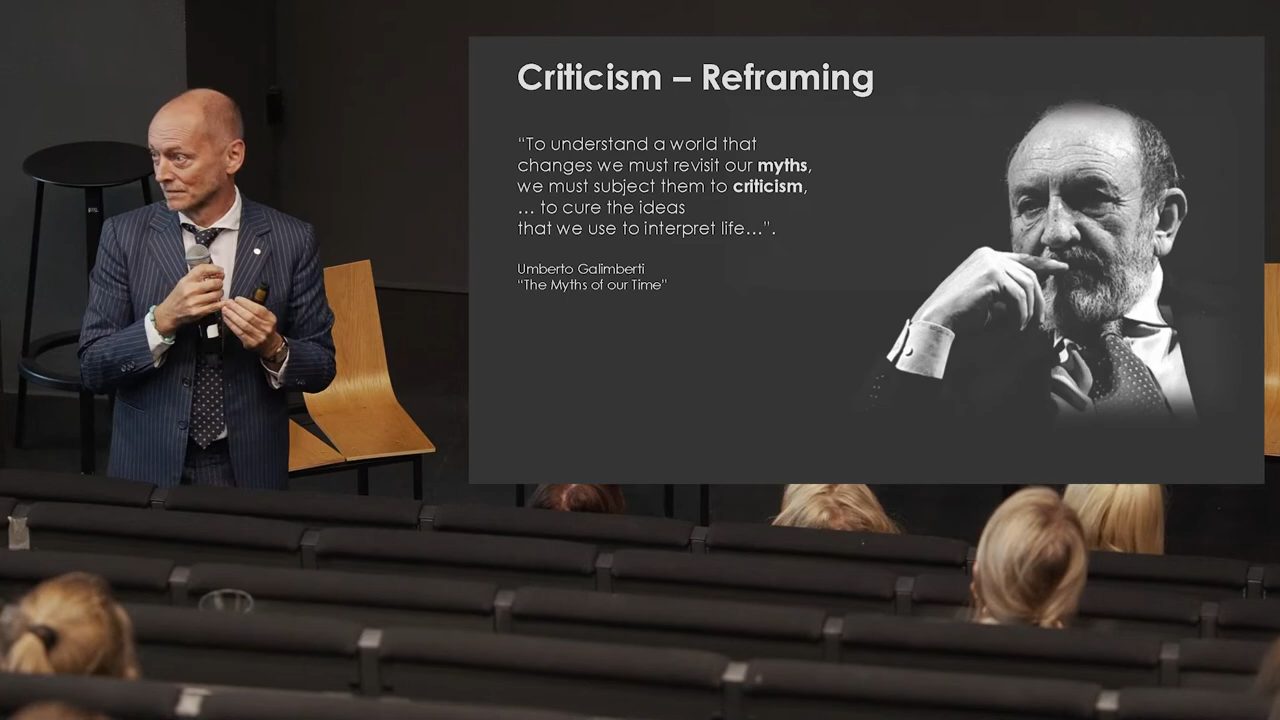 Criticism – Reframing
“To understand a world that
changes we must revisit our myths,
we must subject them to criticism,
… to cure the ideas
that we use to interpret life…”.
Umberto Galimberti
“The Myths of our Time”